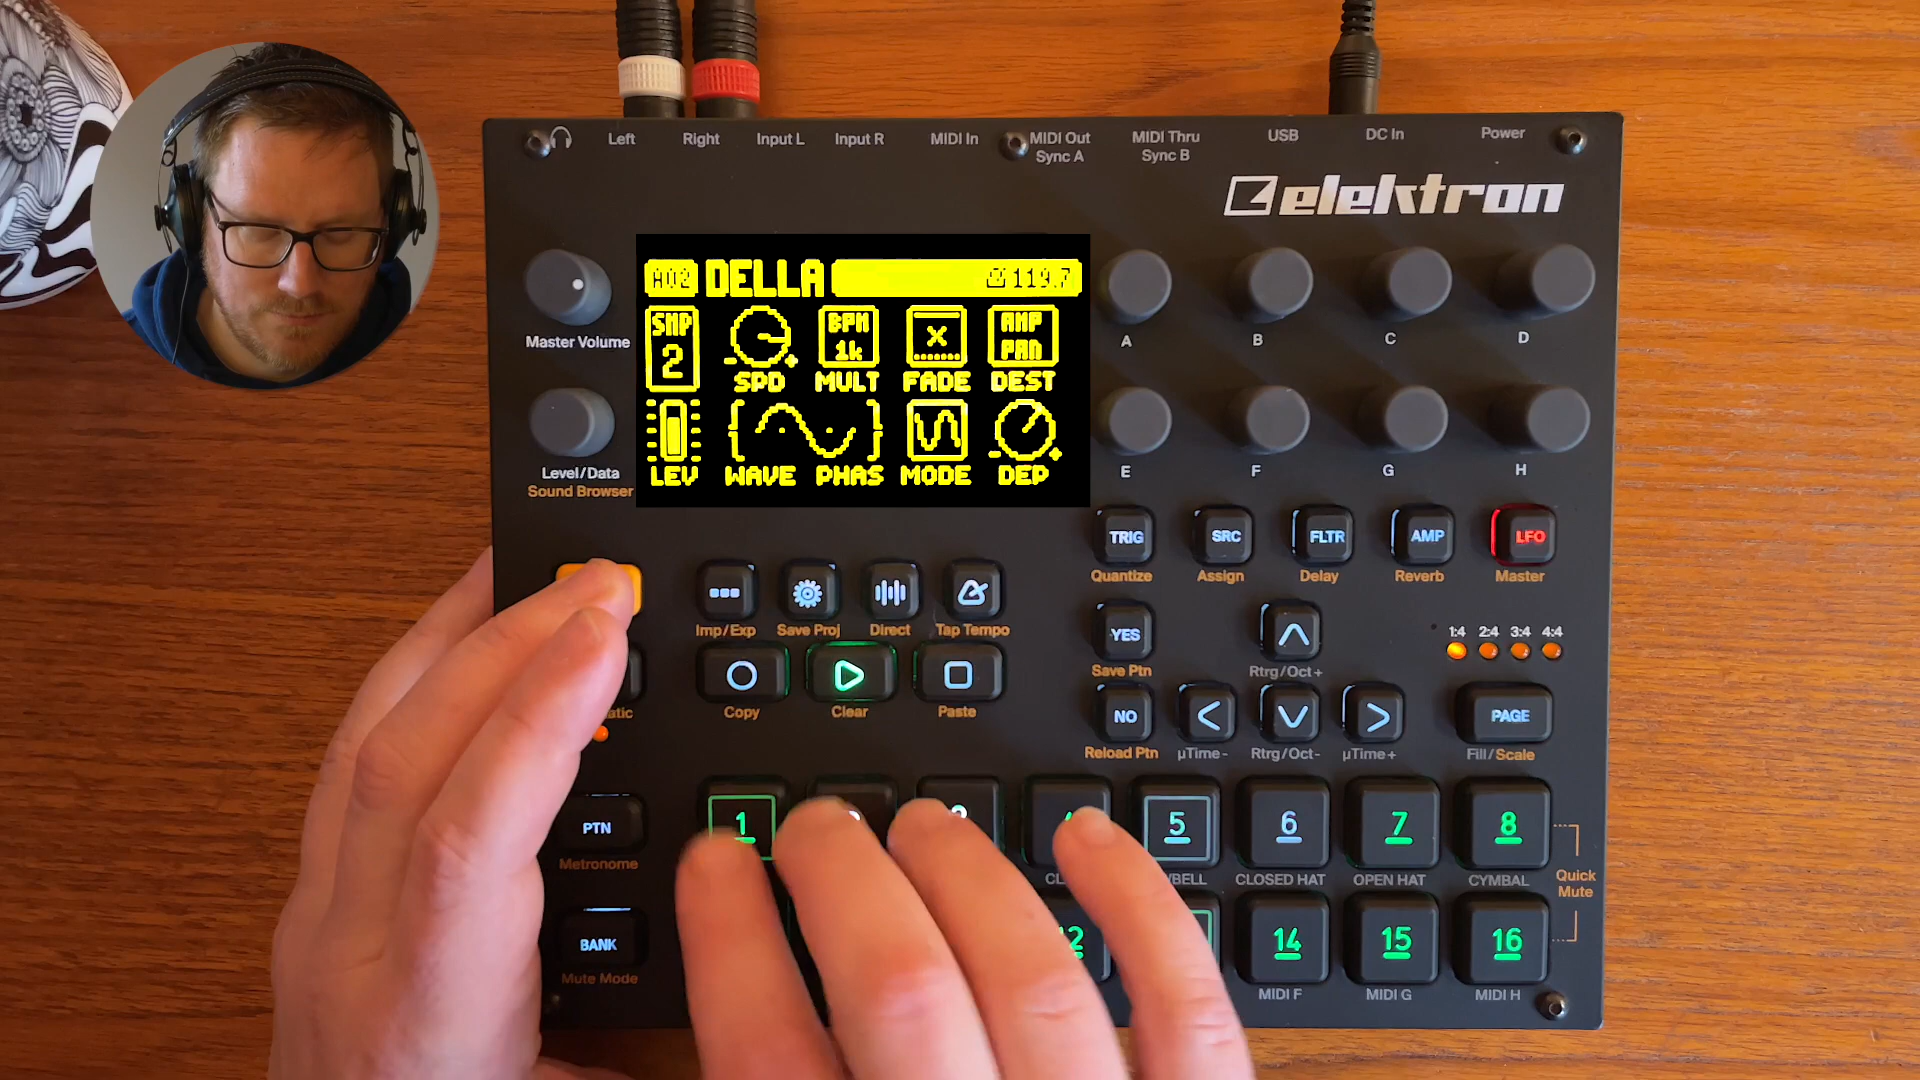 Left Right Input L Input R MIDI In MIDI Out MIDI Thru USB DC In Power
Sync A Sync B
elektron
A02 DELLA 119.7
SMP 2 BPM 1k X AMP PAN
SPD MULT FADE DEST
LEV WAVE PHAS MODE DEP
Master Volume
Level/Data
Sound Browser
A B C D
E F G H
TRIG SRC FLTR AMP LFO
Quantize Assign Delay Reverb Master
Imp/Exp Save Proj Direct Tap Tempo
Copy Clear Paste
YES
Save Ptn
Rtrg/Oct+
1:4 2:4 3:4 4:4
NO
Reload Ptn µTime- Rtrg/Oct- µTime+
PAGE
Fill/Scale
PTN
Metronome
1 5 6 7 8
CLOSED HAT OPEN HAT CYMBAL
Quick
Mute
BANK
Mute Mode
12 14 15 16
MIDI F MIDI G MIDI H